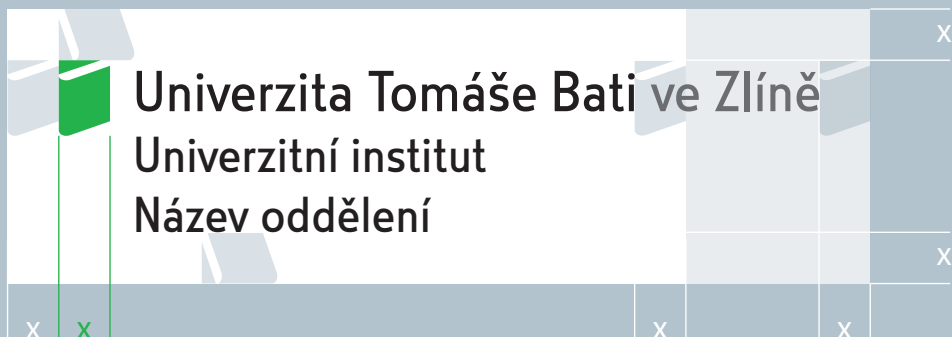 X
Univerzita Tomáše Bati ve Zlíně
Univerzitní institut
Název oddělení
X
X X X X